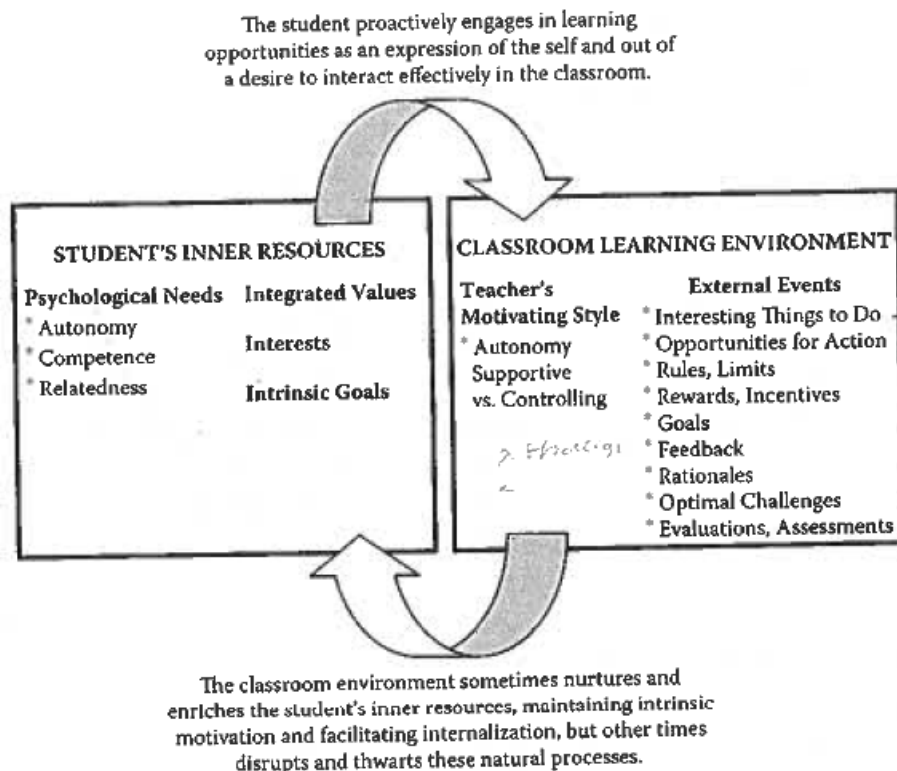 The student proactively engages in learning
opportunities as an expression of the self and out of
a desire to interact effectively in the classroom.
STUDENT'S INNER RESOURCES
Psychological Needs
* Autonomy
* Competence
* Relatedness
Integrated Values
Interests
Intrinsic Goals
CLASSROOM LEARNING ENVIRONMENT
Teacher's
Motivating Style
* Autonomy
Supportive
vs. Controlling
External Events
* Interesting Things to Do
* Opportunities for Action
* Rules, Limits
* Rewards, Incentives
* Goals
* Feedback
* Rationales
* Optimal Challenges
* Evaluations, Assessments
The classroom environment sometimes nurtures and
enriches the student's inner resources, maintaining intrinsic
motivation and facilitating internalization, but other times
disrupts and thwarts these natural processes.